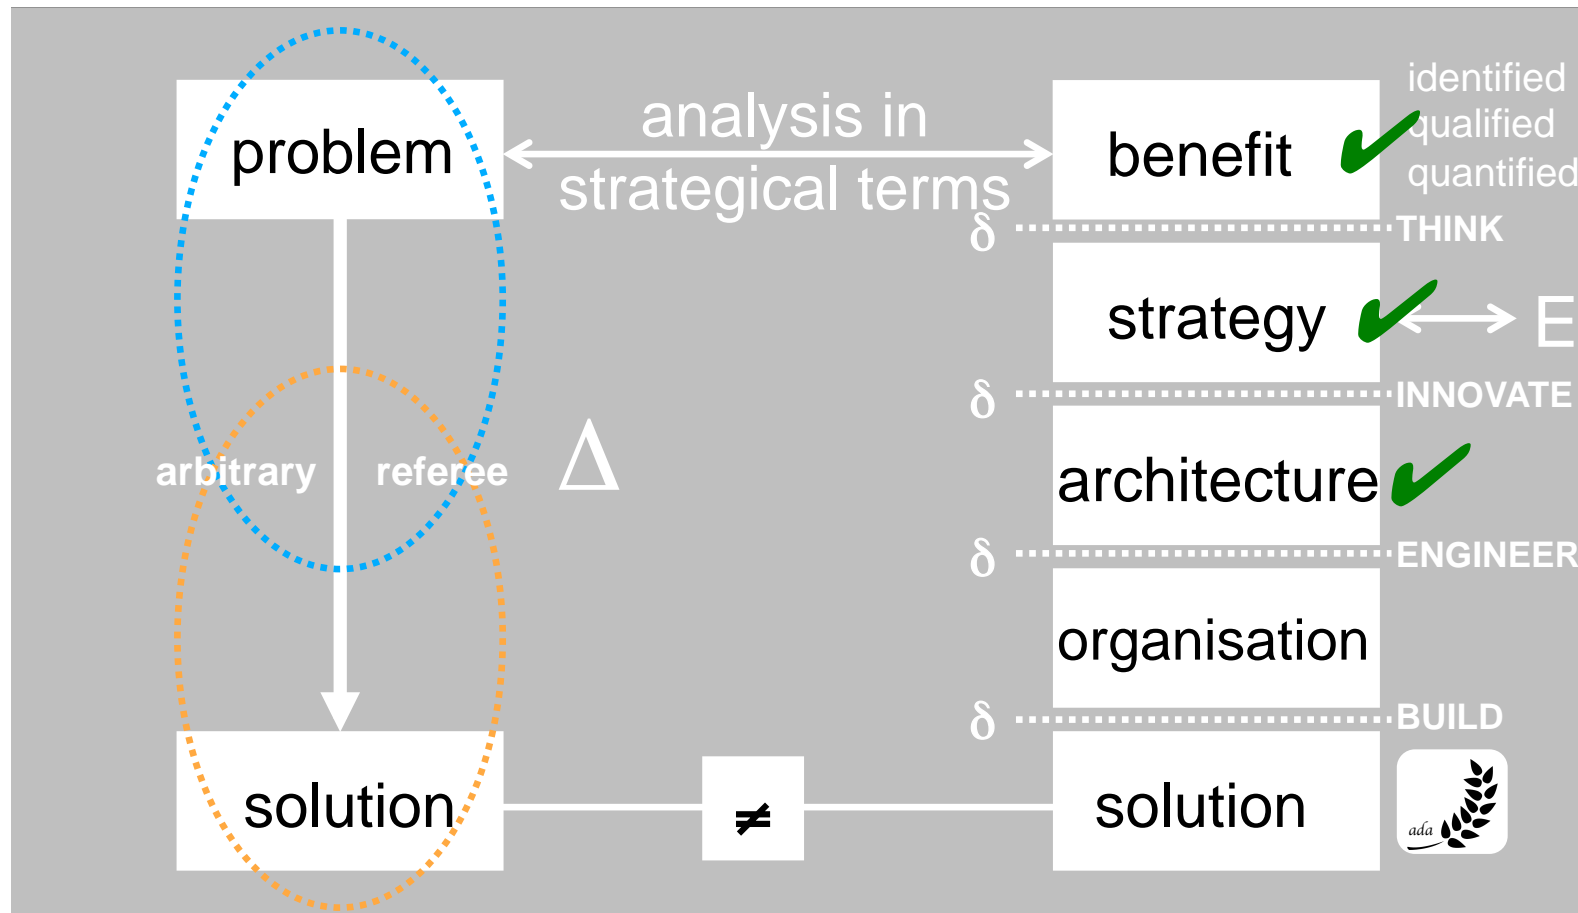 identified
analysis in
problem
benefit
qualified
quantified
strategical terms
δ
THINK
strategy
E
δ
INNOVATE
arbitrary
referee
Δ
architecture
δ
ENGINEER
organisation
δ
BUILD
solution
≠
solution
ada